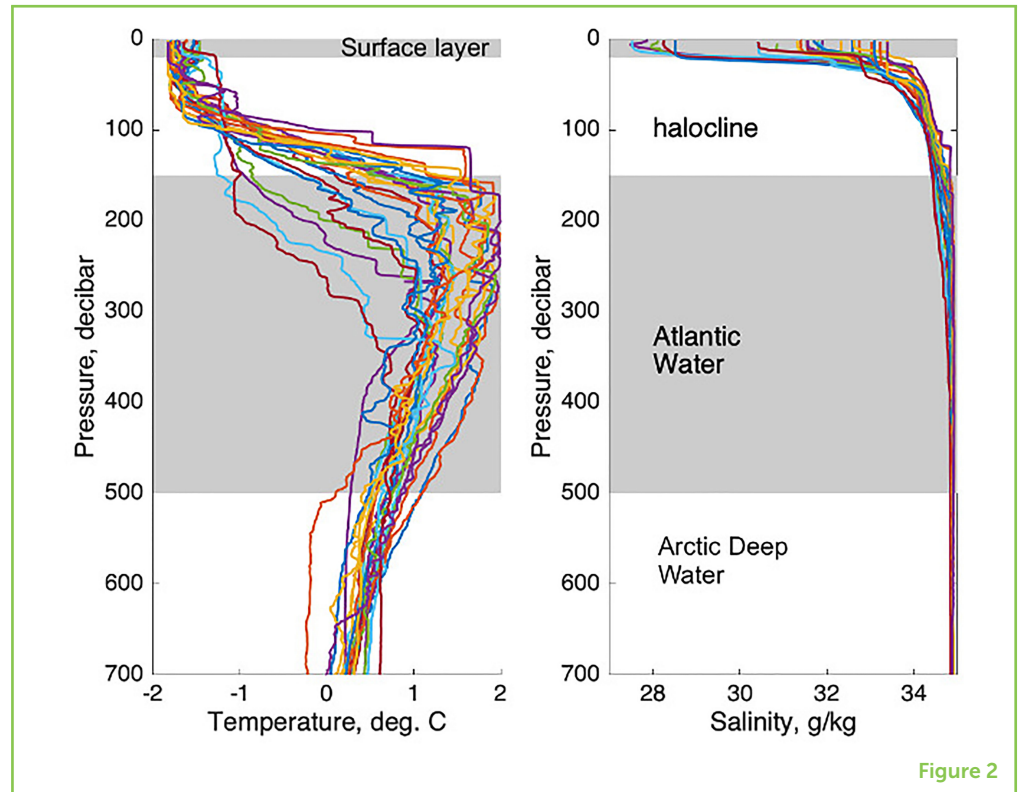 Surface layer
0
100
200
300
400
500
600
700
Pressure, decibar
-2 -1 0 1 2
Temperature, deg. C
0
100
200
300
400
500
600
700
Pressure, decibar
halocline
Atlantic
Water
Arctic Deep
Water
28 30 32 34
Salinity, g/kg
Figure 2